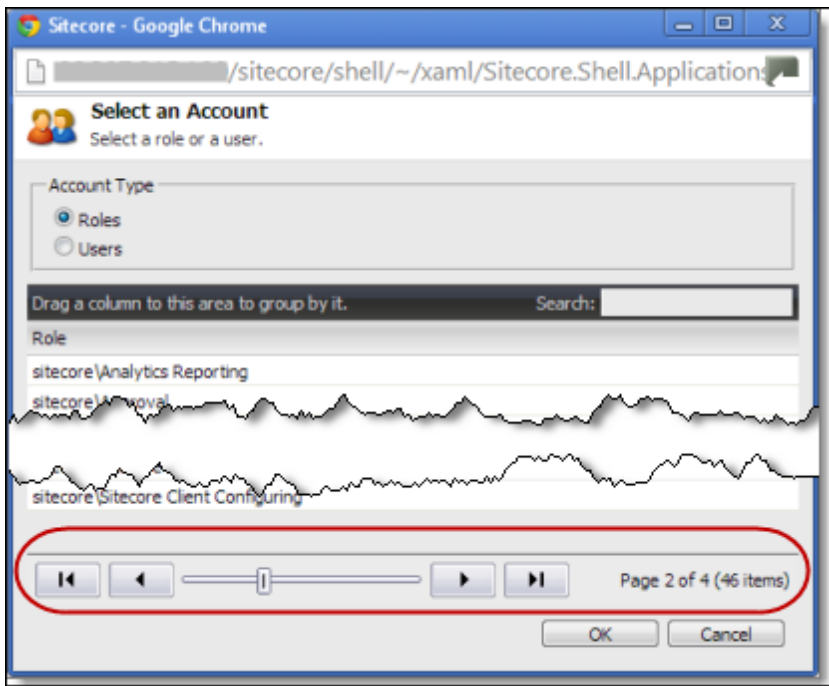 Sitecore - Google Chrome
/sitecore/shell/~/xaml/Sitecore.Shell.Applications
Select an Account
Select a role or a user.
Account Type
Roles
Users
Drag a column to this area to group by it. Search:
Role
sitecore\Analytics Reporting
sitecore\Approval
sitecore\Sitecore Client Configuring
Page 2 of 4 (46 items)
OK Cancel